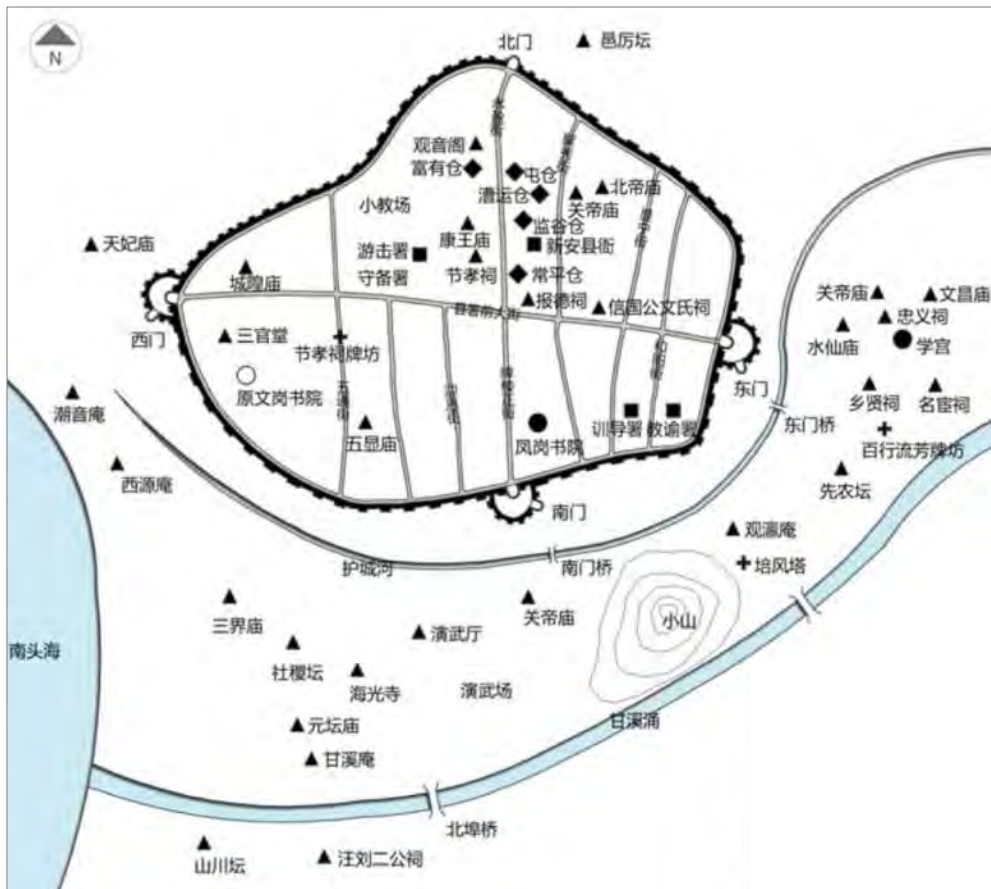 北门
邑厉坛
N
观音阁
富有仓
屯仓
漕运仓
北帝庙
关帝庙
小教场
康王庙
监谷仓
新安县衙
游击署
守备署
节孝祠
天妃庙
城隍庙
常平仓
报德祠
信国公文氏祠
县署前大街
关帝庙
文昌庙
忠义祠
水仙庙
学宫
西门
三官堂
节孝祠牌坊
东门
原文岗书院
潮音庵
五显庙
凤岗书院
训导署
教谕署
东门桥
乡贤祠
名宦祠
百行流芳牌坊
西源庵
先农坛
南门
观瀛庵
护城河
南门桥
培风塔
三界庙
关帝庙
小山
社稷坛
演武厅
南头海
海光寺
演武场
元坛庙
甘溪涌
甘溪庵
北埠桥
山川坛
汪刘二公祠